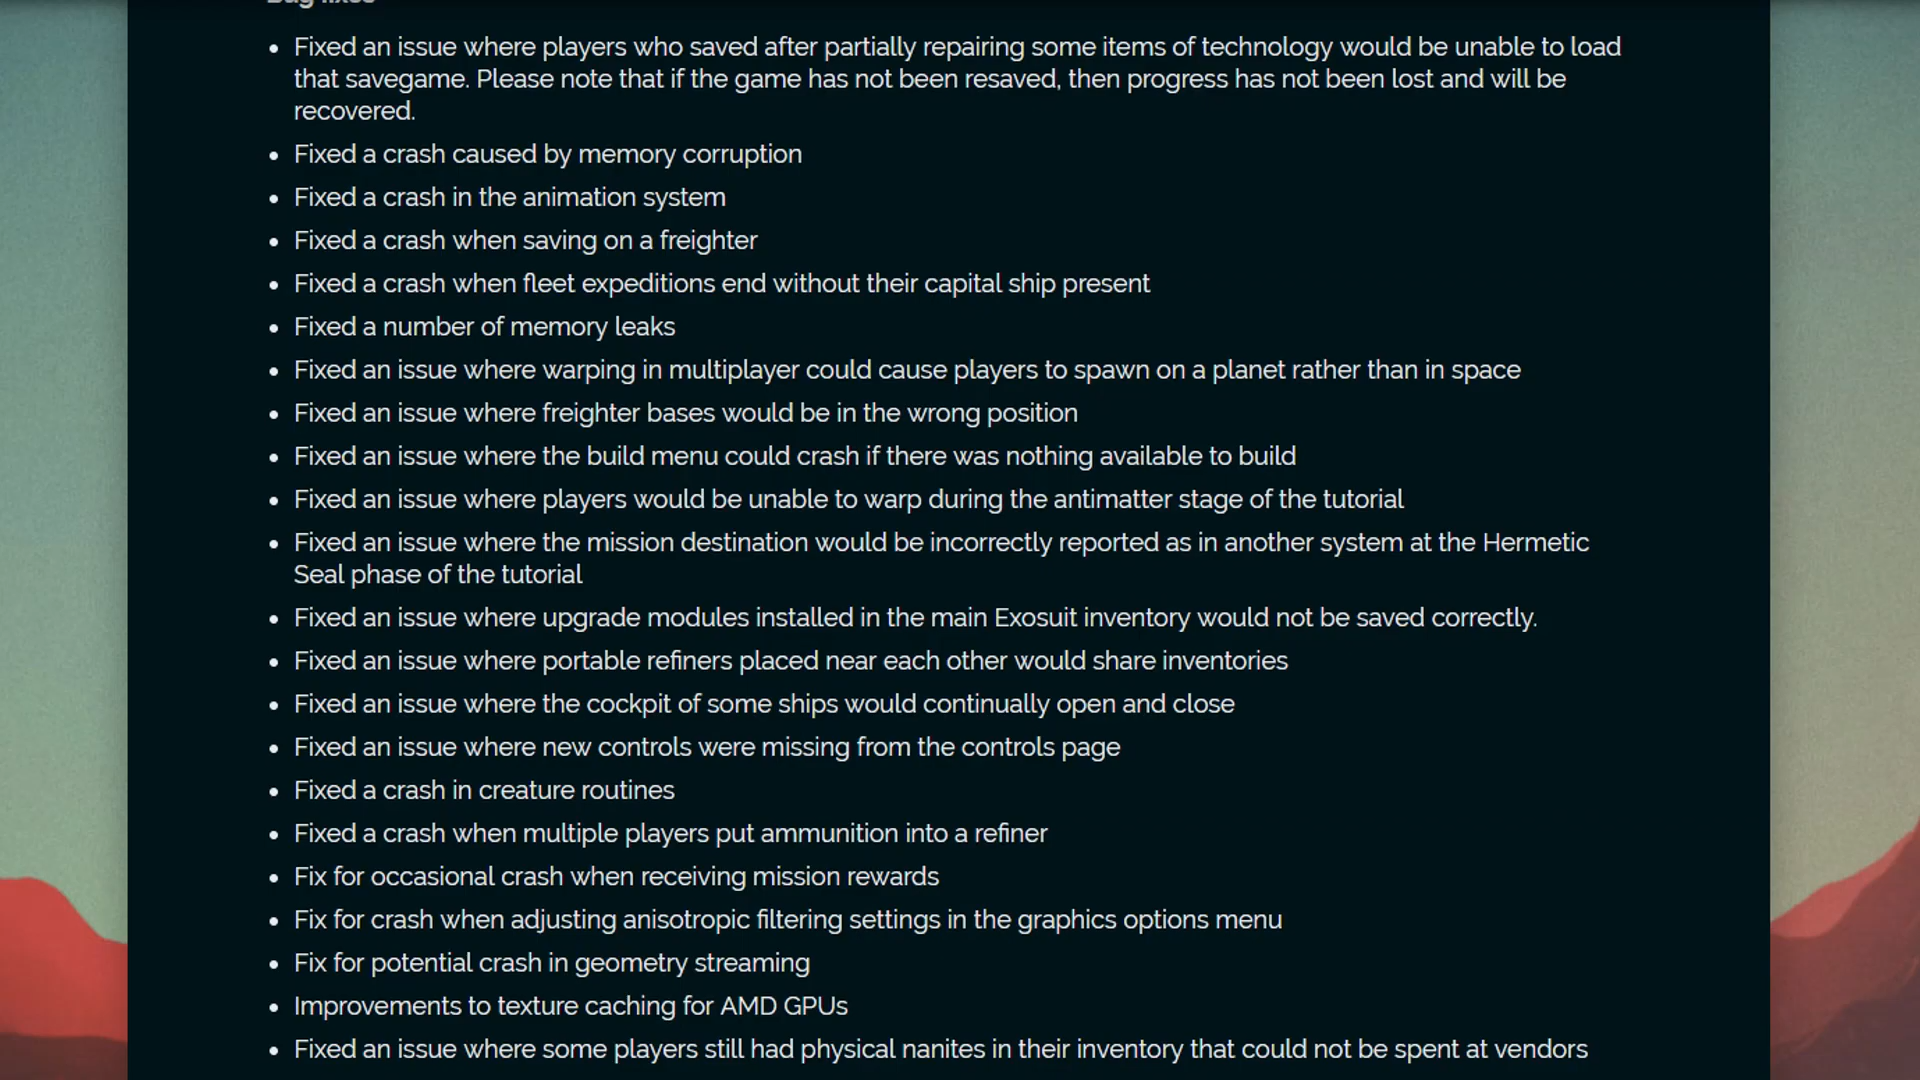 Bug fixes
• Fixed an issue where players who saved after partially repairing some items of technology would be unable to load
that savegame. Please note that if the game has not been resaved, then progress has not been lost and will be
recovered.
• Fixed a crash caused by memory corruption
• Fixed a crash in the animation system
• Fixed a crash when saving on a freighter
• Fixed a crash when fleet expeditions end without their capital ship present
• Fixed a number of memory leaks
• Fixed an issue where warping in multiplayer could cause players to spawn on a planet rather than in space
• Fixed an issue where freighter bases would be in the wrong position
• Fixed an issue where the build menu could crash if there was nothing available to build
• Fixed an issue where players would be unable to warp during the antimatter stage of the tutorial
• Fixed an issue where the mission destination would be incorrectly reported as in another system at the Hermetic
Seal phase of the tutorial
• Fixed an issue where upgrade modules installed in the main Exosuit inventory would not be saved correctly.
• Fixed an issue where portable refiners placed near each other would share inventories
• Fixed an issue where the cockpit of some ships would continually open and close
• Fixed an issue where new controls were missing from the controls page
• Fixed a crash in creature routines
• Fixed a crash when multiple players put ammunition into a refiner
• Fix for occasional crash when receiving mission rewards
• Fix for crash when adjusting anisotropic filtering settings in the graphics options menu
• Fix for potential crash in geometry streaming
• Improvements to texture caching for AMD GPUs
• Fixed an issue where some players still had physical nanites in their inventory that could not be spent at vendors